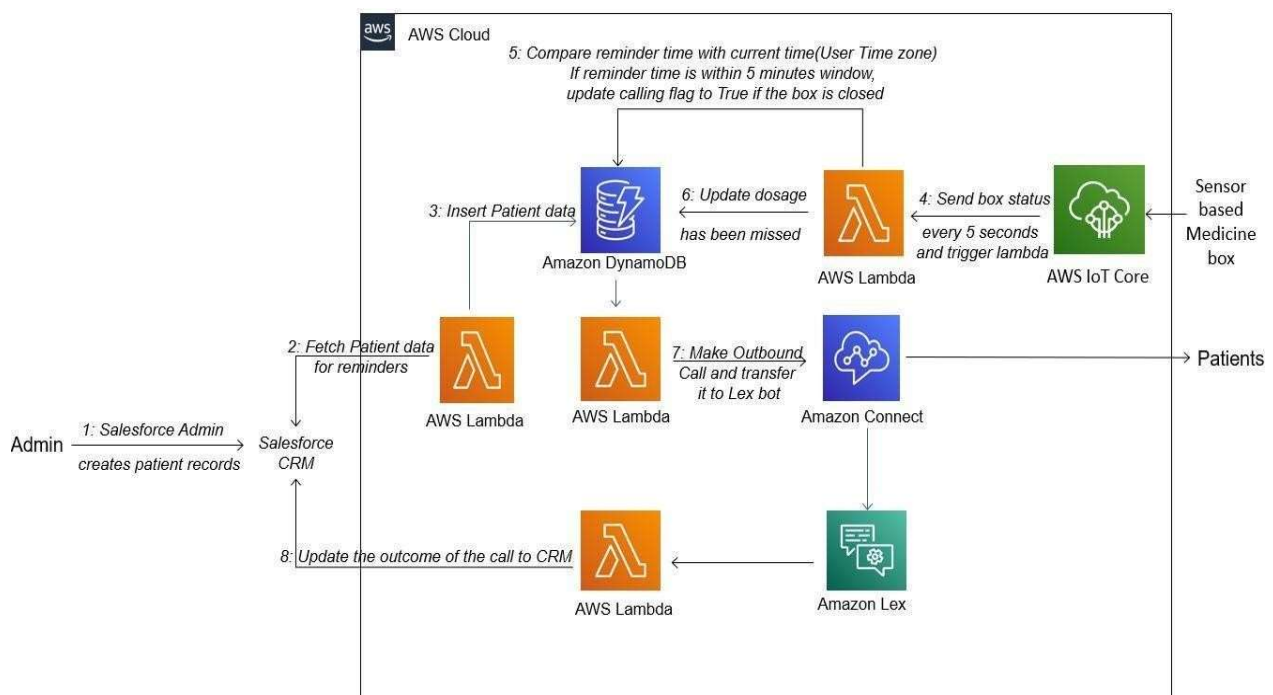 aws
AWS Cloud
5: Compare reminder time with current time(User Time zone)
If reminder time is within 5 minutes window,
update calling flag to True if the box is closed
3: Insert Patient data
Amazon DynamoDB
6: Update dosage
has been missed
AWS Lambda
4: Send box status
every 5 seconds
and trigger lambda
AWS IoT Core
Sensor
based
Medicine
box
2: Fetch Patient data
for reminders
AWS Lambda
AWS Lambda
7: Make Outbound
Call and transfer
it to Lex bot
Amazon Connect
Patients
Admin
1: Salesforce Admin
creates patient records
Salesforce
CRM
8: Update the outcome of the call to CRM
AWS Lambda
Amazon Lex